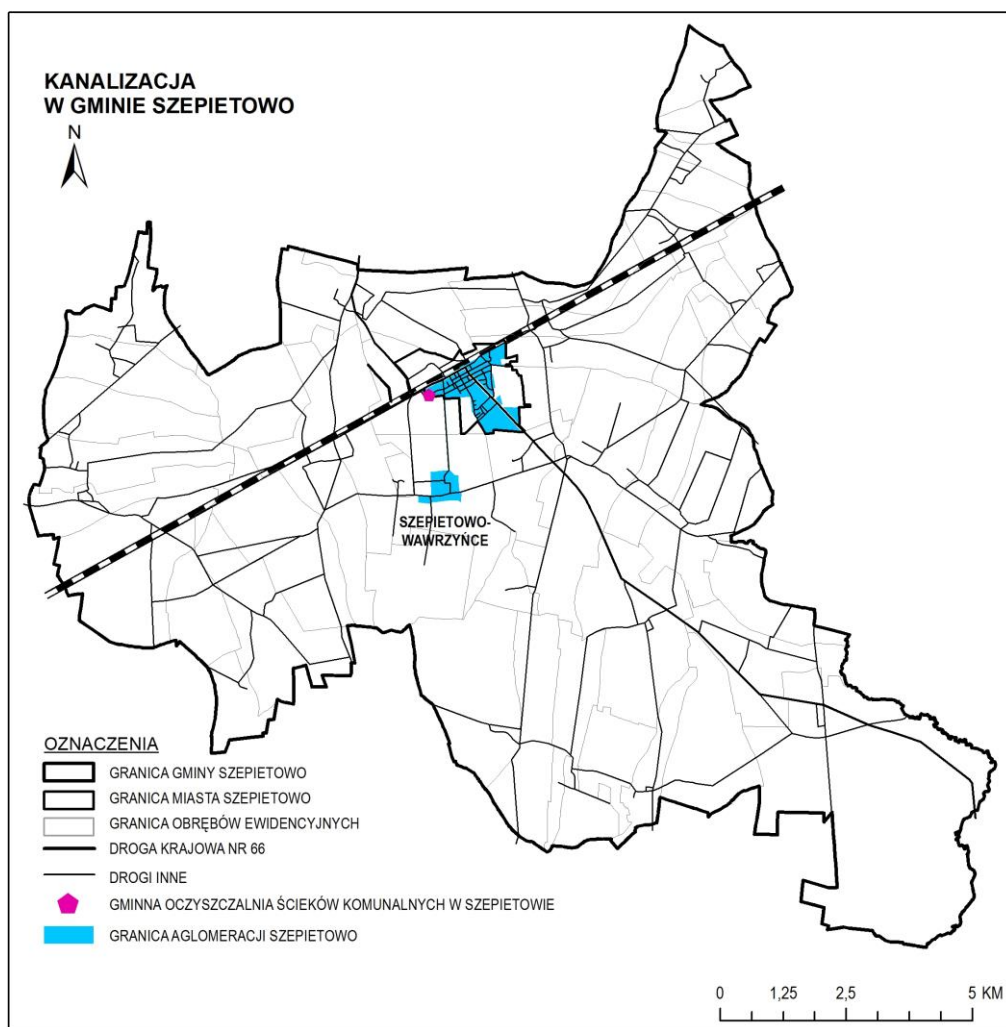 KANALIZACJA
W GMINIE SZEPIETOWO
N
SZEPIETOWO-
WAWRZYŃCE
OZNACZENIA
GRANICA GMINY SZEPIETOWO
GRANICA MIASTA SZEPIETOWO
GRANICA OBRĘBÓW EWIDENCYJNYCH
DROGA KRAJOWA NR 66
DROGI INNE
GMINNA OCZYSZCZALNIA ŚCIEKÓW KOMUNALNYCH W SZEPIETOWIE
GRANICA AGLOMERACJI SZEPIETOWO
0 1,25 2,5 5 KM